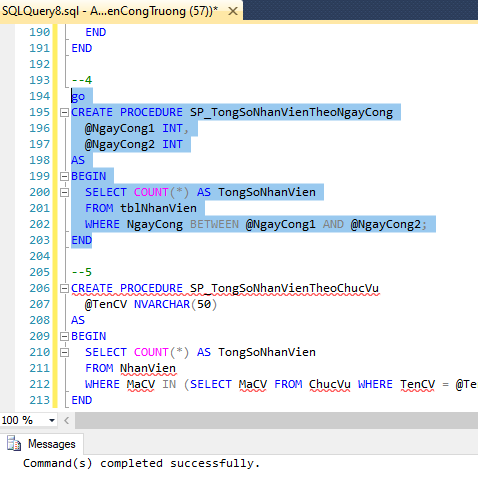 SQLQuery8.sql - A...enCongTruong (57))* ×
190 END
191 END
192
193 --4
194 go
195 CREATE PROCEDURE SP_TongSoNhanVienTheoNgayCong
196 @NgayCong1 INT,
197 @NgayCong2 INT
198 AS
199 BEGIN
200 SELECT COUNT(*) AS TongSoNhanVien
201 FROM tblNhanVien
202 WHERE NgayCong BETWEEN @NgayCong1 AND @NgayCong2;
203 END
204
205 --5
206 CREATE PROCEDURE SP_TongSoNhanVienTheoChucVu
207 @TenCV NVARCHAR(50)
208 AS
209 BEGIN
210 SELECT COUNT(*) AS TongSoNhanVien
211 FROM NhanVien
212 WHERE MaCV IN (SELECT MaCV FROM ChucVu WHERE TenCV = @Te
213 END
100 %
Messages
Command(s) completed successfully.